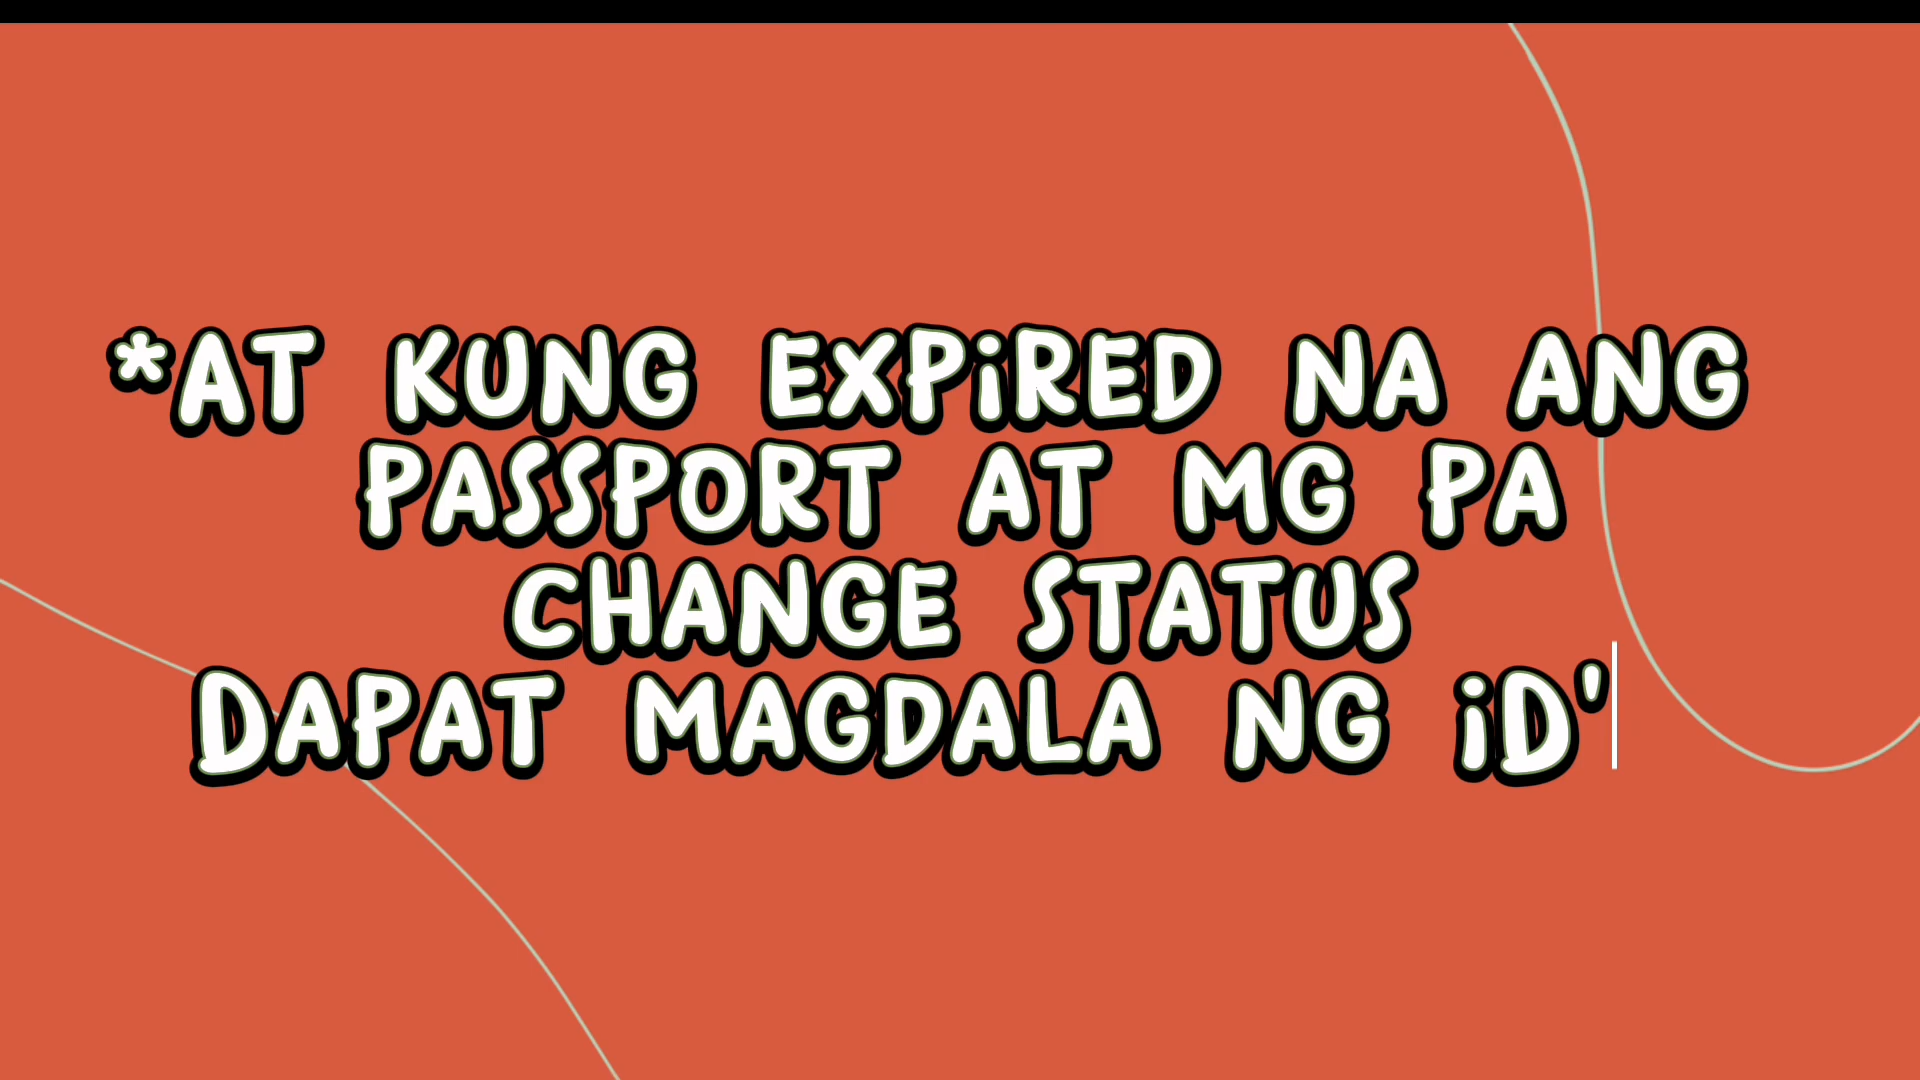 *AT KUNG EXPiRED NA ANG
PASSPORT AT MG PA
CHANGE STATUS
DAPAT MAGDALA NG iD'